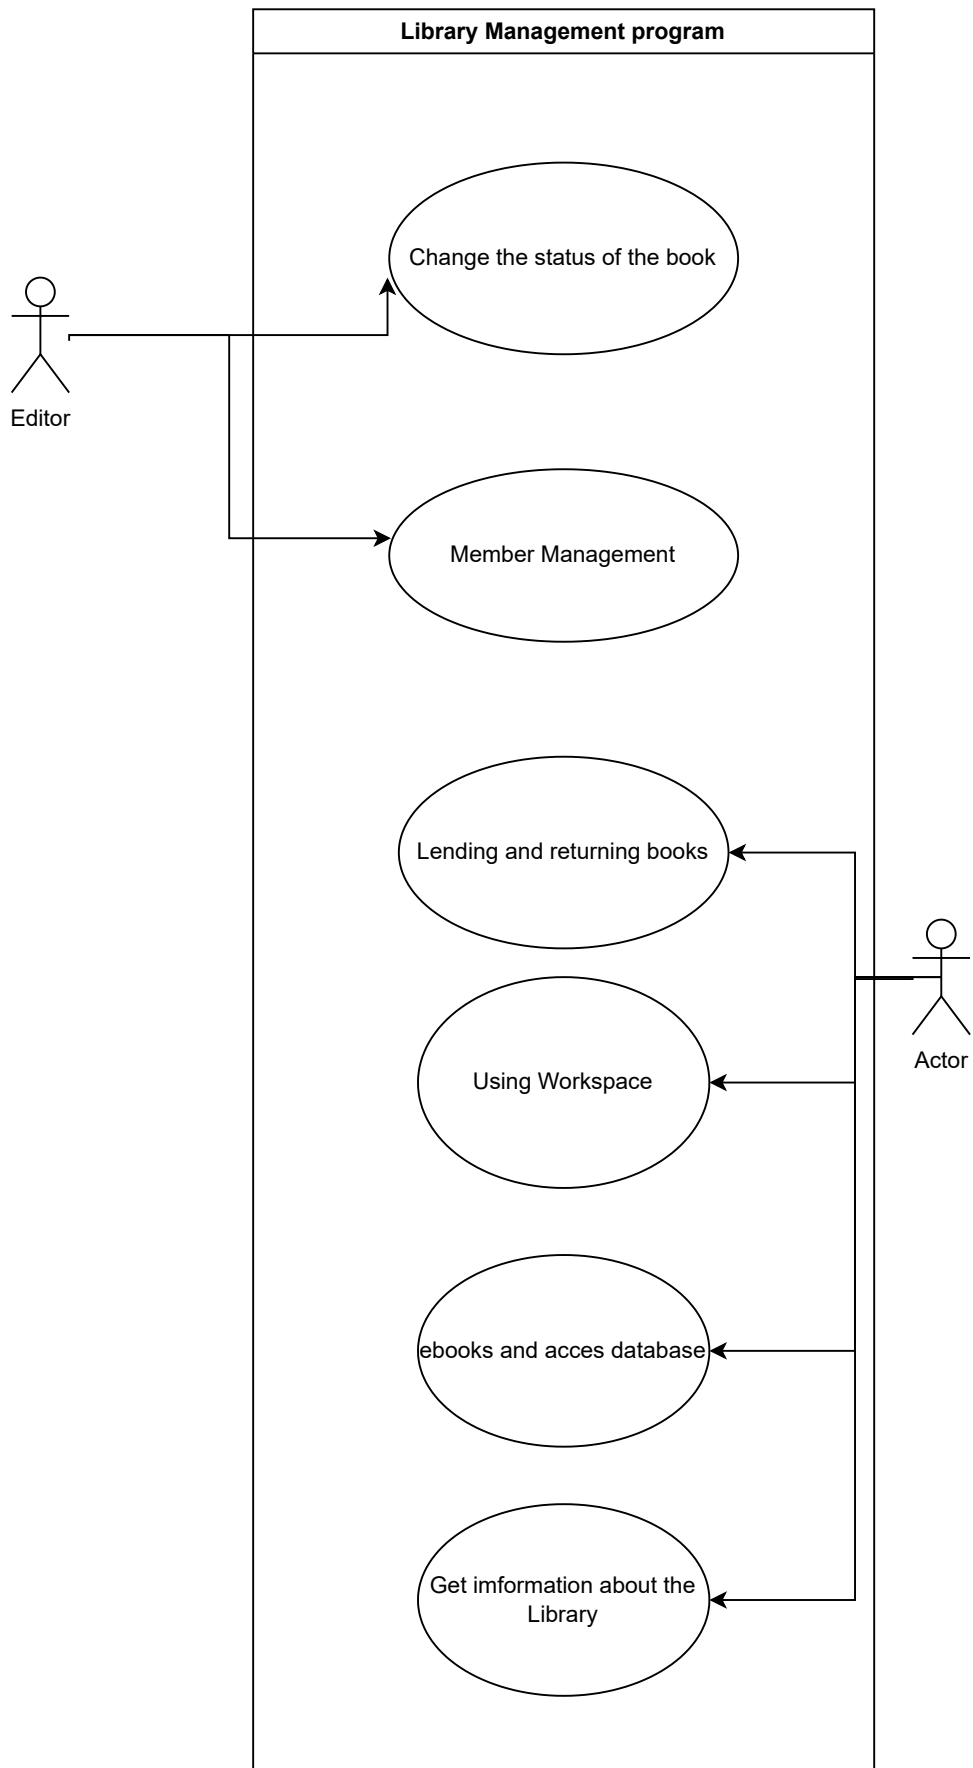 Library Management program
Change the status of the book
Editor
Member Management
Lending and returning books
Actor
Using Workspace
ebooks and acces database
Get imformation about the
Library